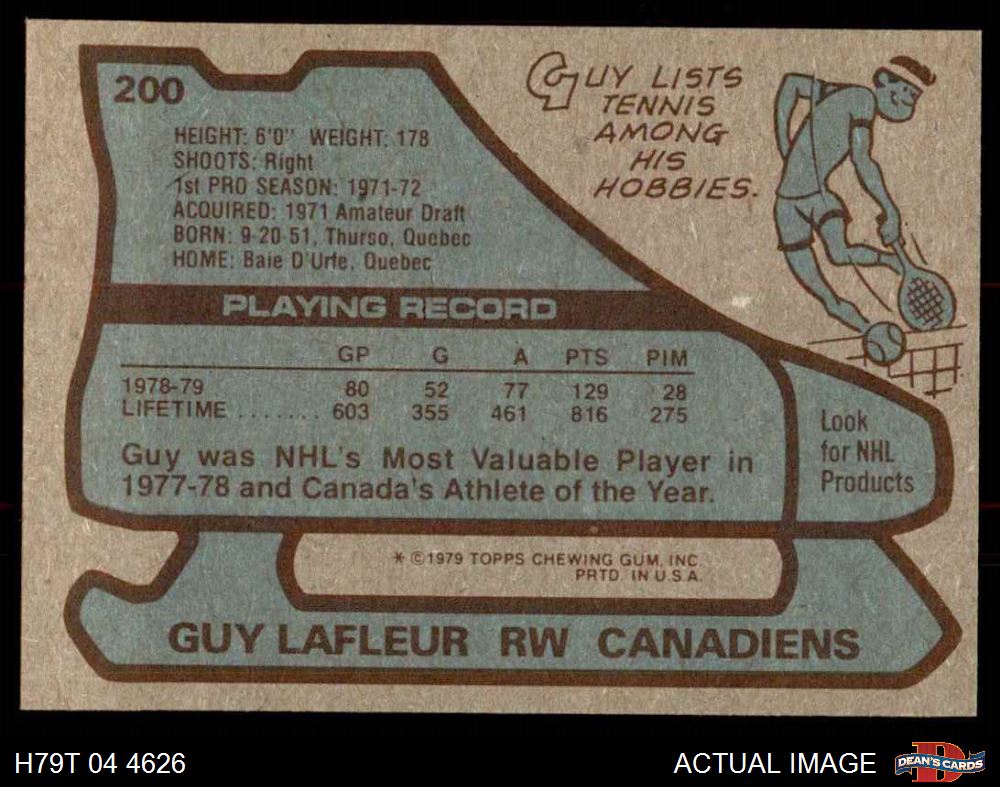 200
HEIGHT: 6'0" WEIGHT: 178
SHOOTS: Right
1st PRO SEASON: 1971-72
ACQUIRED: 1971 Amateur Draft
BORN: 9-20-51, Thurso, Quebec
HOME: Baie D'Urfe, Quebec
GUY LISTS
TENNIS
AMONG
HIS
HOBBIES.
PLAYING RECORD
GP G A PTS PIM
1978-79 80 52 77 129 28
LIFETIME ....... 603 355 461 816 275
Guy was NHL's Most Valuable Player in
1977-78 and Canada's Athlete of the Year.
Look
for NHL
Products
* ©1979 TOPPS CHEWING GUM, INC.
PRTD. IN U.S.A.
GUY LAFLEUR RW CANADIENS
H79T 04 4626
ACTUAL IMAGE
D
DEAN'S CARDS